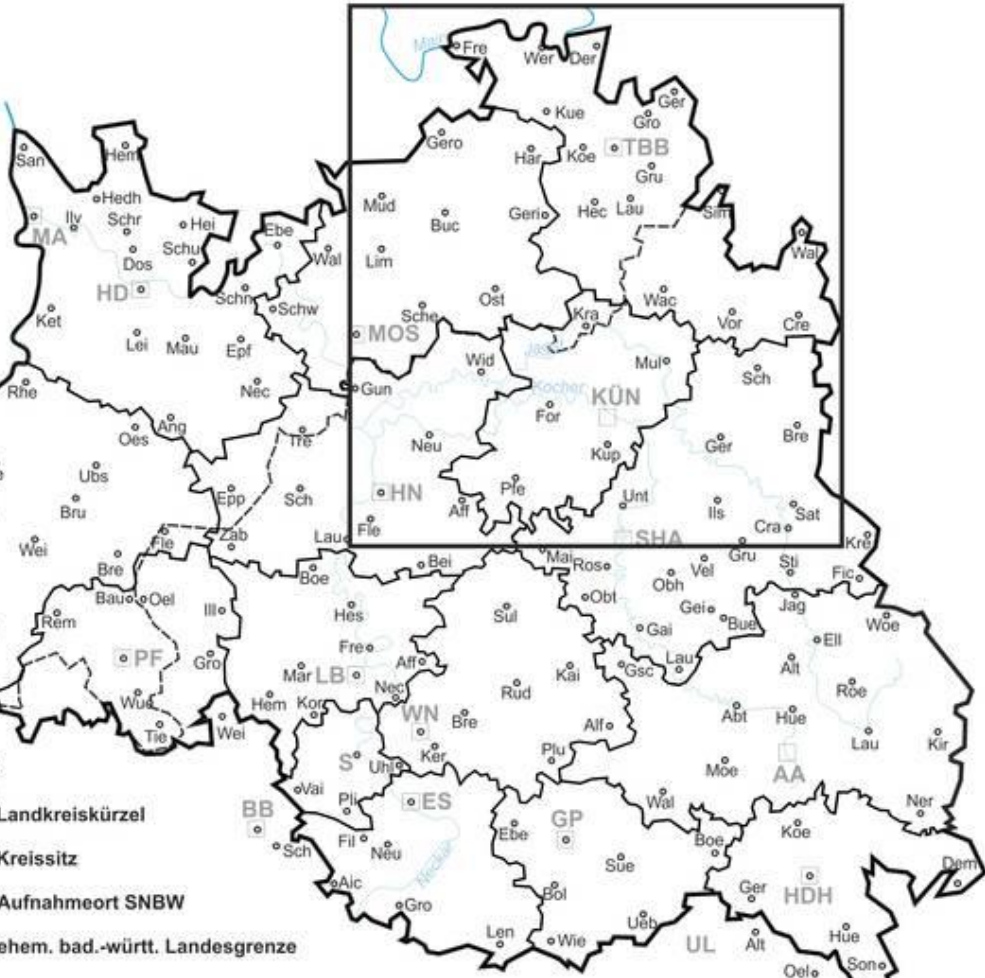 Main
Fre
Wer
Der
Ger
Gro
Kue
Gero
Har
Koe
TBB
Gru
San
Hem
Hedh
Mud
Buc
Geri
Hec
Lau
Sim
Ilv
Schr
Hei
MA
Ebe
Wal
Wal
Schu
Dos
Lim
HD
Schn
Schw
Ost
Wac
Ket
Sche
Kra
Vor
Cre
MOS
Lei
Mau
Epf
Jagst
Wid
Mul
Rhe
Nec
Gun
Kocher
KÜN
Sch
For
Ang
Oes
Tre
Neu
Kup
Ger
Bre
Ubs
Epp
Sch
HN
Pfe
Bru
Aff
Unt
Ils
Sat
Wei
Fle
Zab
Lau
Fle
SHA
Cra
Kre
Bre
Boe
Bei
Mai
Ros
Vel
Gru
Sti
Obh
Fic
Bau
Oel
Ill
Hes
Sul
Obt
Gei
Bue
Jag
Woe
Rem
Gai
Ell
PF
Gro
Fre
Mar
LB
Aff
Kai
Gsc
Lau
Alt
Roe
Wue
Hem
Kor
Nec
Rud
Abt
Hue
Tie
Wei
WN
Bre
Alf
Lau
Kir
S
Uhl
Ker
Plu
Moe
AA
Vai
Pli
ES
Wal
Ner
Landkreiskürzel
BB
Fil
Neu
Ebe
GP
Boe
Koe
Kreissitz
Sch
Sue
Dem
Aic
Bol
Ger
HDH
Aufnahmeort SNBW
Gro
Ueb
Hue
ehem. bad.-württ. Landesgrenze
Neckar
Len
Wie
UL
Alt
Oel
Son